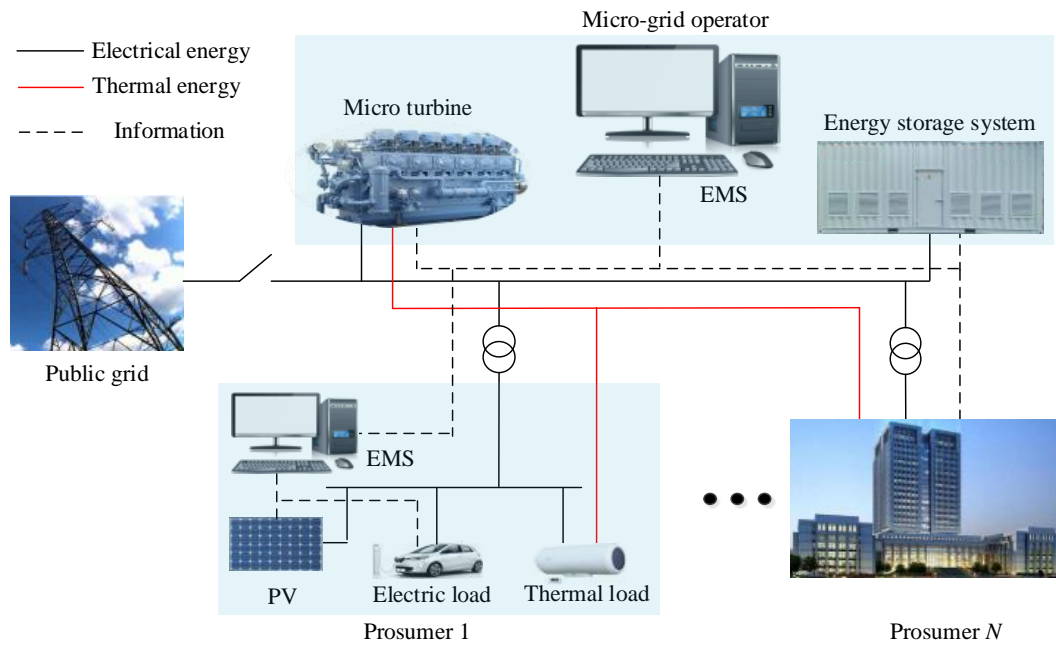 Micro-grid operator
Electrical energy
Thermal energy
Information
Micro turbine
EMS
Energy storage system
Public grid
EMS
PV
Electric load
Thermal load
Prosumer 1
Prosumer N